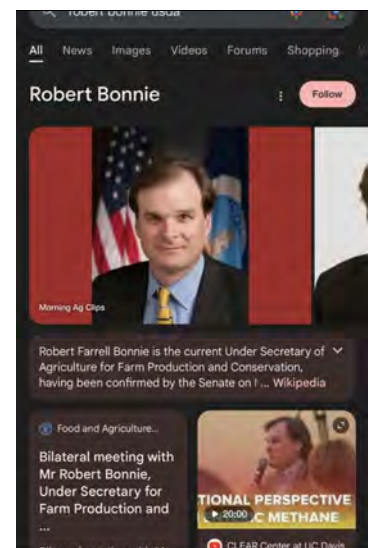 robert bonnie usda
All News Images Videos Forums Shopping
Robert Bonnie
Follow
Morning Ag Clips
Robert Farrell Bonnie is the current Under Secretary of
Agriculture for Farm Production and Conservation,
having been confirmed by the Senate on I ... Wikipedia
Food and Agriculture...
Bilateral meeting with
Mr Robert Bonnie,
Under Secretary for
Farm Production and
...
TIONAL PERSPECTIVE
C METHANE
20:00
CLEAR Center at UC Davis